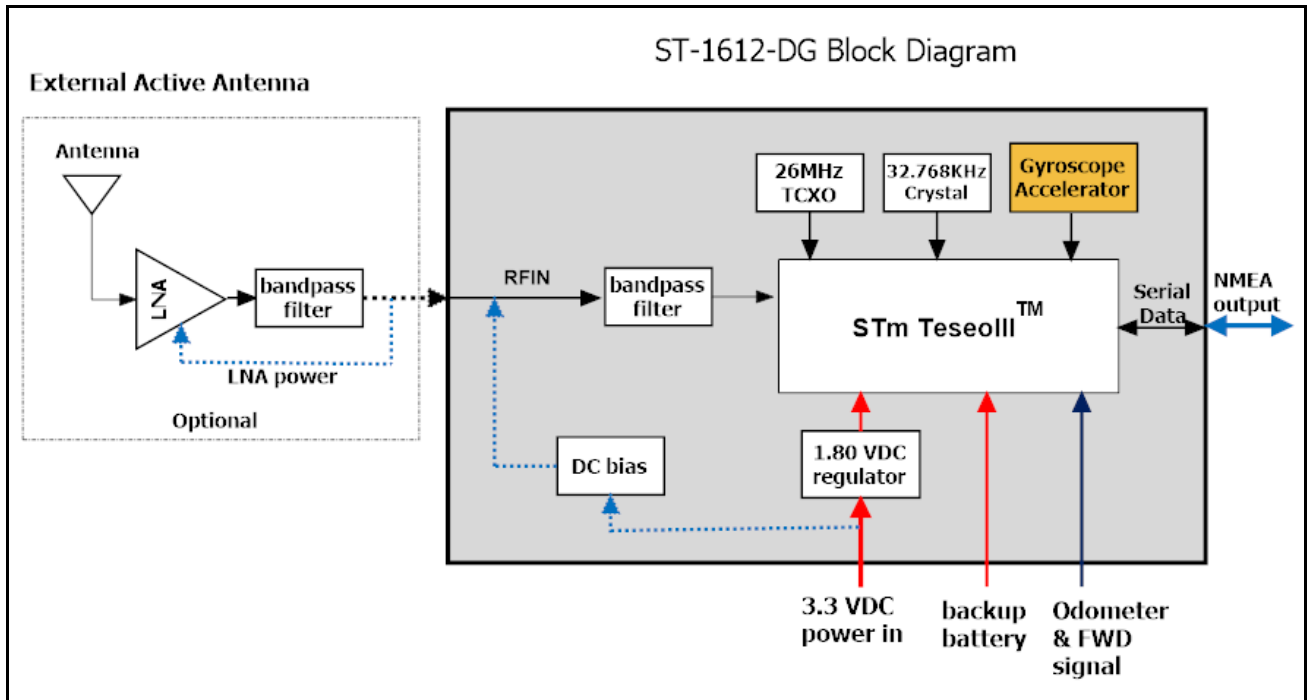 ST-1612-DG Block Diagram
External Active Antenna
Antenna
LNA
bandpass
filter
LNA power
Optional
RFIN
bandpass
filter
DC bias
26MHz
TCXO
32.768KHz
Crystal
Gyroscope
Accelerator
STm TeseoIII™
Serial
Data
NMEA
output
1.80 VDC
regulator
3.3 VDC
power in
backup
battery
Odometer
& FWD
signal